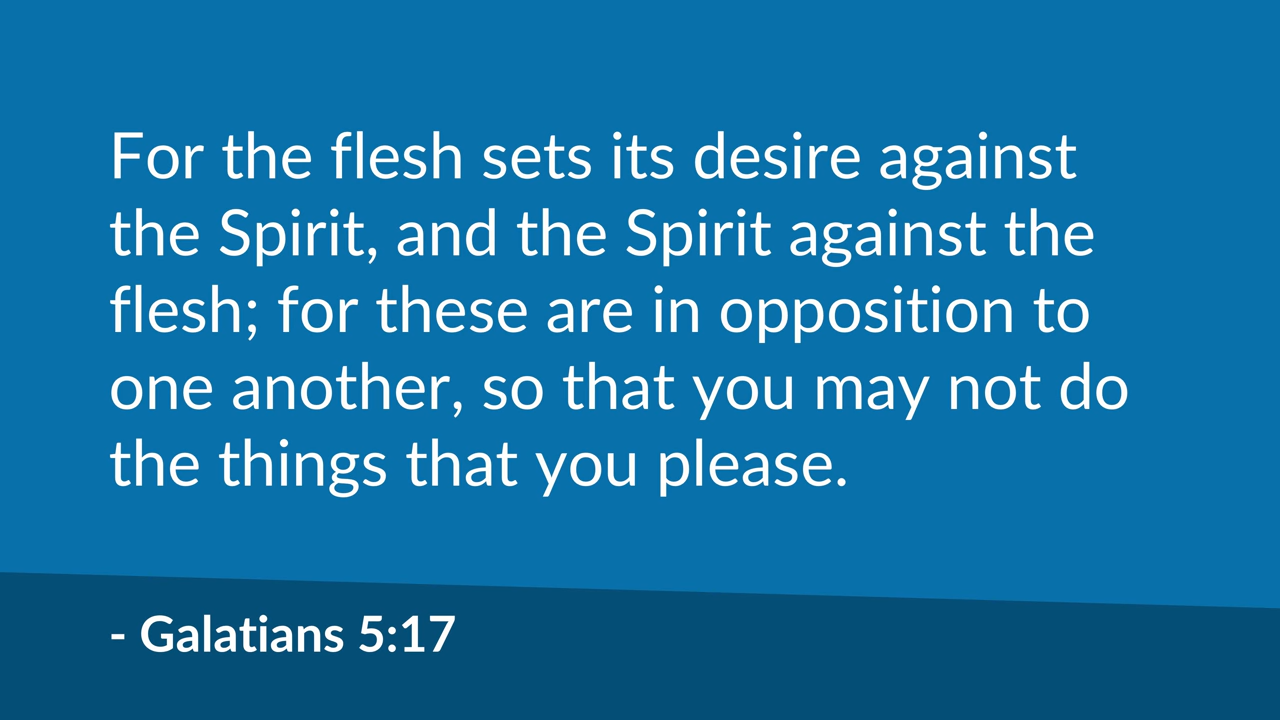 For the flesh sets its desire against
the Spirit, and the Spirit against the
flesh; for these are in opposition to
one another, so that you may not do
the things that you please.
- Galatians 5:17